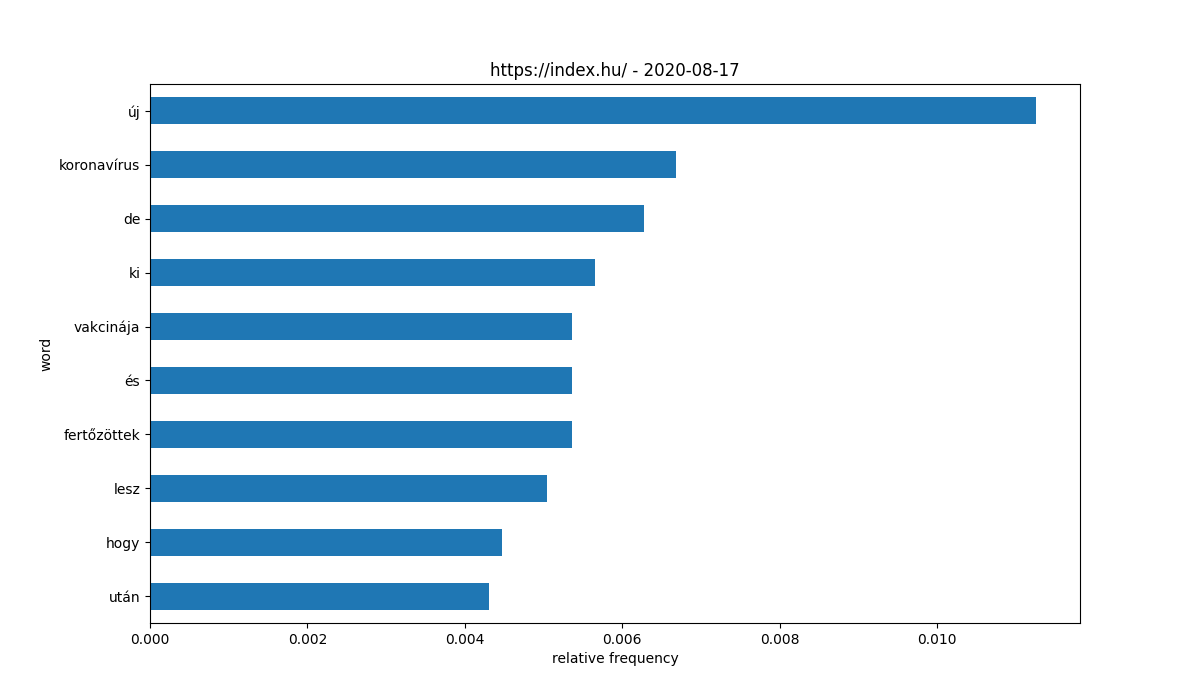 https://index.hu/ - 2020-08-17
új
koronavírus
de
ki
vakcinája
és
fertőzöttek
lesz
hogy
után
word
0.000 0.002 0.004 0.006 0.008 0.010
relative frequency